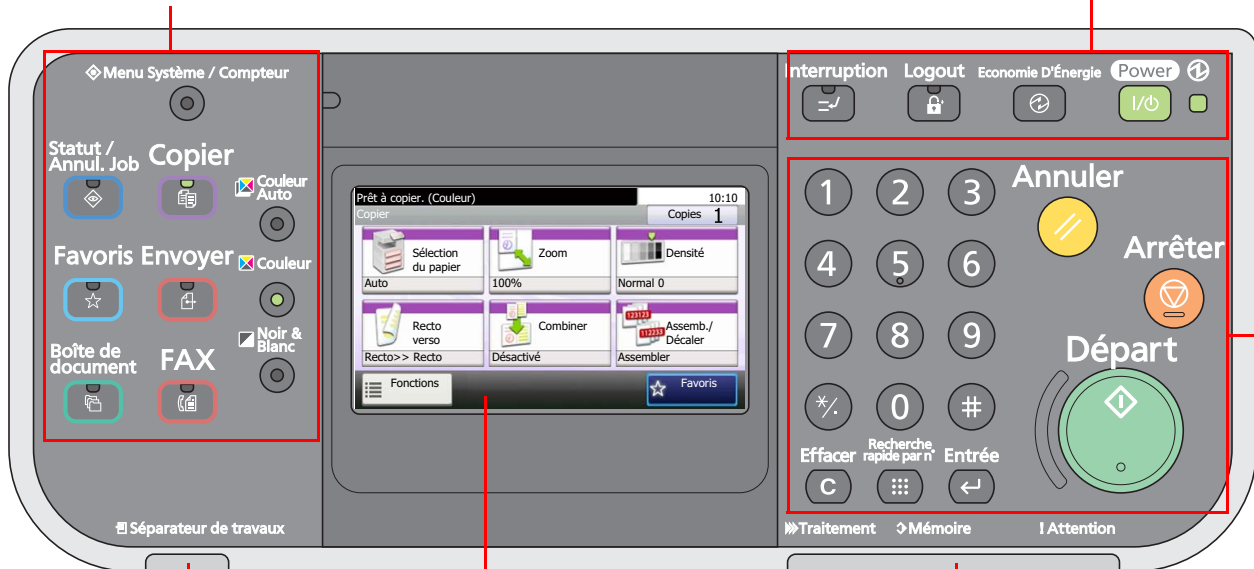 Menu Système / Compteur
Statut /
Annul. Job
Copier
Couleur
Auto
Favoris
Envoyer
Couleur
Noir &
Blanc
Boîte de
document
FAX
Séparateur de travaux
Prêt à copier. (Couleur)
10:10
Copier
Copies 1
Sélection
du papier
Auto
Zoom
100%
Densité
Normal 0
Recto
verso
Recto>> Recto
Combiner
Désactivé
123123
112233
Assemb./
Décaler
Assembler
Fonctions
Favoris
Interruption
Logout
Economie D'Énergie
Power
1 2 3
4 5 6
7 8 9
*/. 0 #
Annuler
Arrêter
Départ
Effacer
Recherche
rapide par n°
Entrée
C
Traitement
Mémoire
! Attention